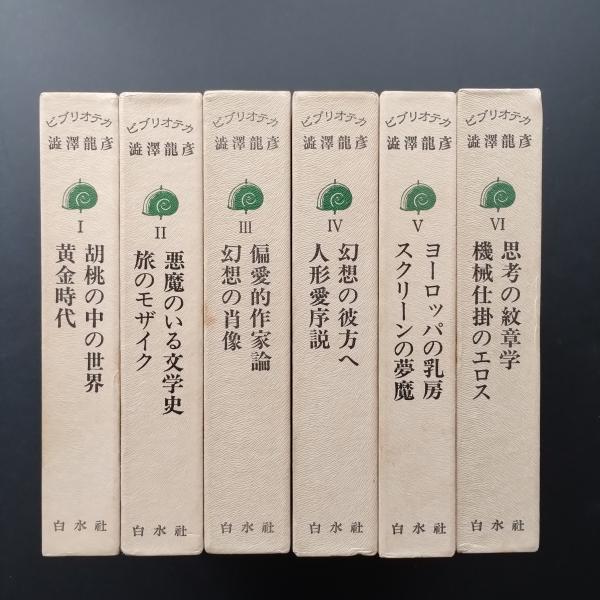 ビブリオテカ
澁澤龍彦
I
胡桃の中の世界
黄金時代
白水社
ビブリオテカ
澁澤龍彦
II
悪魔のいる文学史
旅のモザイク
白水社
ビブリオテカ
澁澤龍彦
III
偏愛的作家論
幻想の肖像
白水社
ビブリオテカ
澁澤龍彦
IV
幻想の彼方へ
人形愛序説
白水社
ビブリオテカ
澁澤龍彦
V
ヨーロッパの乳房
スクリーンの夢魔
白水社
ビブリオテカ
澁澤龍彦
VI
思考の紋章学
機械仕掛のエロス
白水社